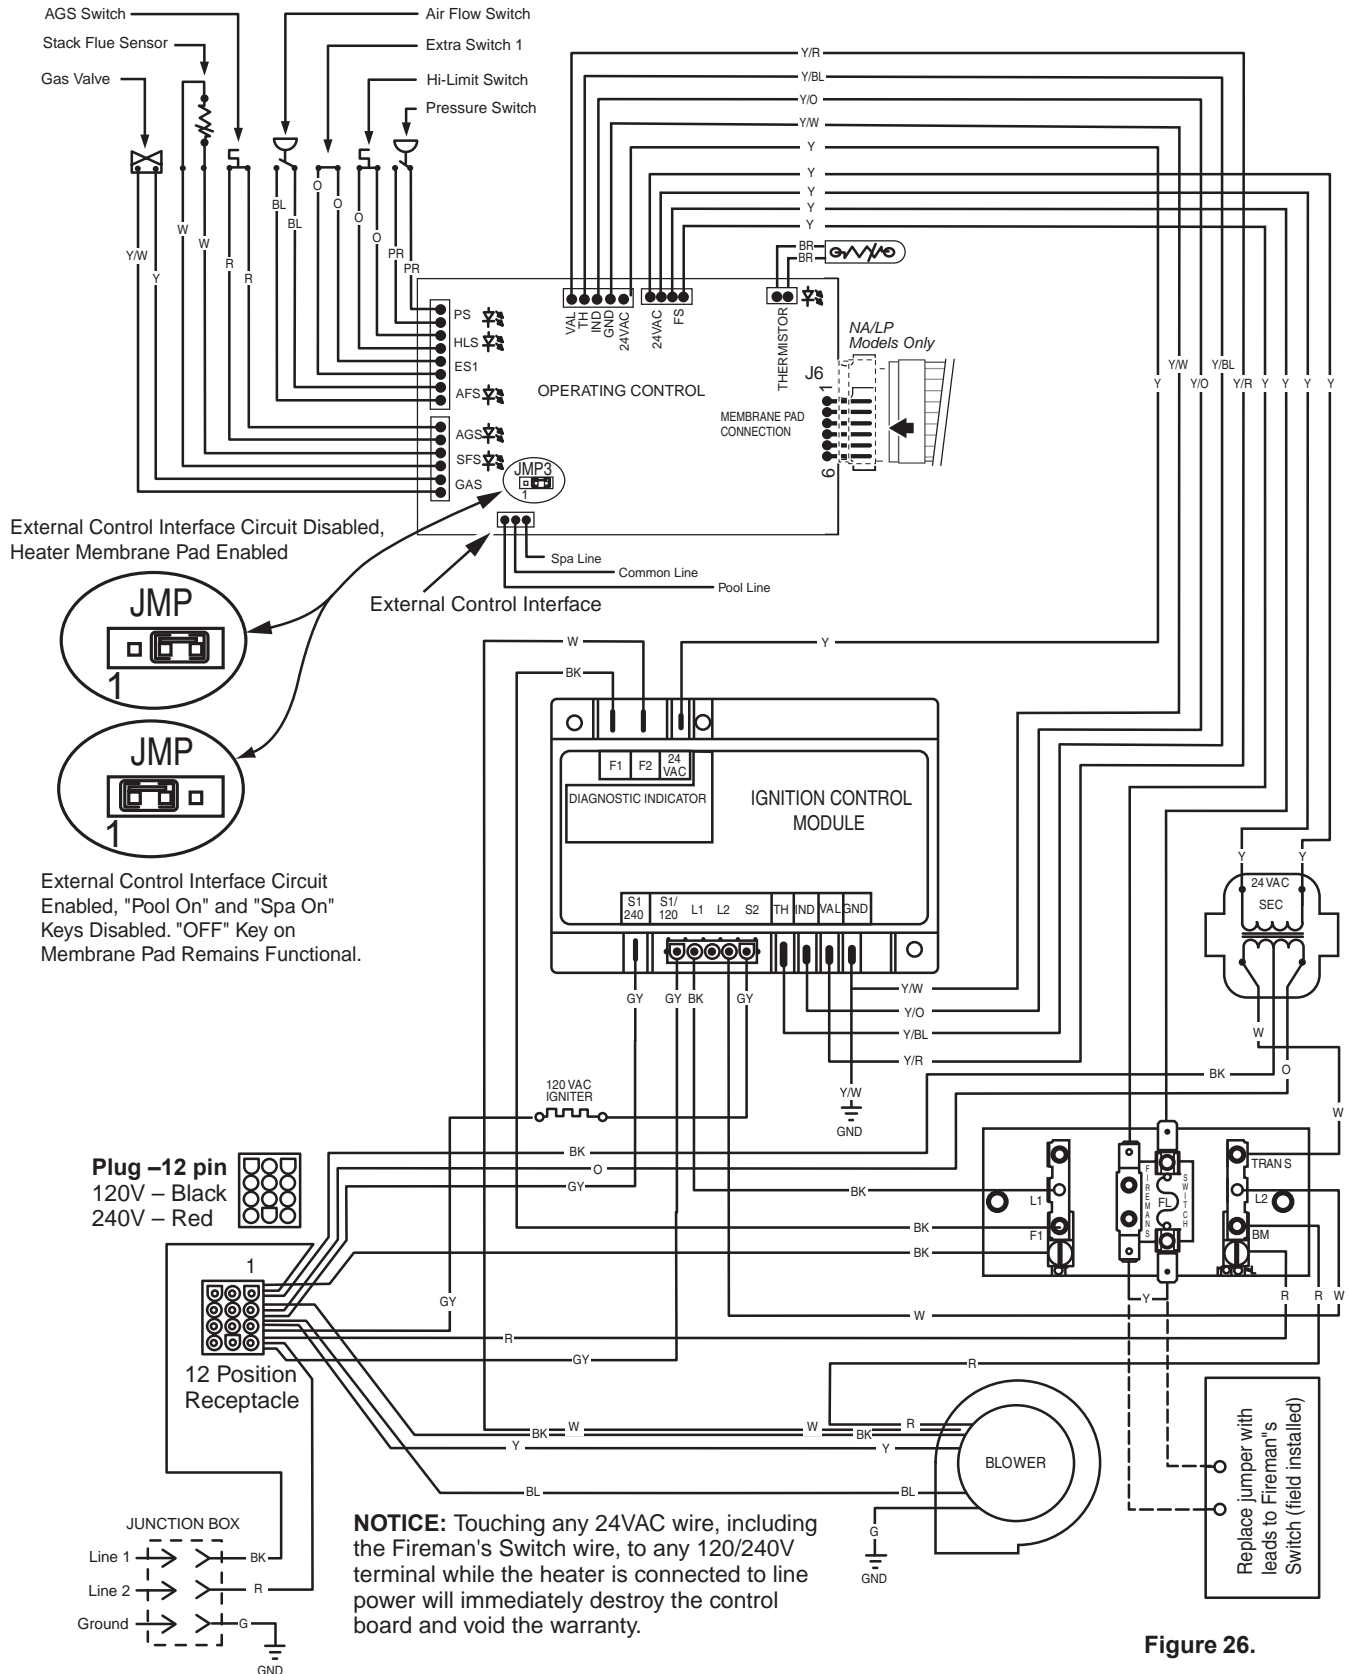 AGS Switch
Stack Flue Sensor
Gas Valve
Air Flow Switch
Extra Switch 1
Hi-Limit Switch
Pressure Switch
Y/R
Y/BL
Y/O
Y/W
Y
Y
Y
Y
Y
Y/W
Y
W
W
R
R
BL
BL
O
O
O
O
PR
PR
BR
BR
PS
HLS
ES1
AFS
AGS
SFS
GAS
VAL
TH
IND
GND
24VAC
24VAC
FS
THERMISTOR
OPERATING CONTROL
JMP3
1
NA/LP
Models Only
J6
1
6
MEMBRANE PAD
CONNECTION
Y
Y/W
Y/O
Y/BL
Y/R
Y
Y
Y
Y
Spa Line
Common Line
Pool Line
External Control Interface
External Control Interface Circuit Disabled,
Heater Membrane Pad Enabled
JMP
1
JMP
1
External Control Interface Circuit
Enabled, "Pool On" and "Spa On"
Keys Disabled. "OFF" Key on
Membrane Pad Remains Functional.
W
BK
Y
F1
F2
24
VAC
DIAGNOSTIC INDICATOR
IGNITION CONTROL
MODULE
S1
240
S1/
120
L1
L2
S2
TH
IND
VAL
GND
GY
GY
BK
GY
Y/W
Y/O
Y/BL
Y/R
Y/W
GND
120 VAC
IGNITER
Y
Y
24 VAC
SEC
W
O
BK
W
BK
O
GY
BK
BK
BK
L1
F1
FIREMANS
FL
SWITCH
TRANS
L2
BM
Plug –12 pin
120V – Black
240V – Red
1
12 Position
Receptacle
GY
Y
R
R
W
W
R
GY
R
W
BK
Y
W
R
BK
Y
BL
BL
BLOWER
G
GND
Replace jumper with
leads to Fireman"s
Switch (field installed)
JUNCTION BOX
Line 1
BK
Line 2
R
Ground
G
GND
NOTICE: Touching any 24VAC wire, including
the Fireman's Switch wire, to any 120/240V
terminal while the heater is connected to line
power will immediately destroy the control
board and void the warranty.
Figure 26.